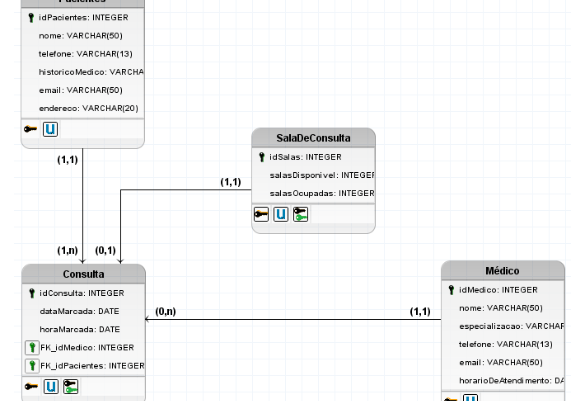 Pacientes
idPacientes: INTEGER
nome: VARCHAR(50)
telefone: VARCHAR(13)
historicoMedico: VARCHA
email: VARCHAR(50)
endereco: VARCHAR(20)
(1,1)
(1,n)
(0,1)
(1,1)
SalaDeConsulta
idSalas: INTEGER
salasDisponivel: INTEGER
salasOcupadas: INTEGER
Consulta
idConsulta: INTEGER
dataMarcada: DATE
horaMarcada: DATE
FK_idMedico: INTEGER
FK_idPacientes: INTEGER
(0,n)
(1,1)
Médico
idMedico: INTEGER
nome: VARCHAR(50)
especializacao: VARCHAR
telefone: VARCHAR(13)
email: VARCHAR(50)
horarioDeAtendimento: DA